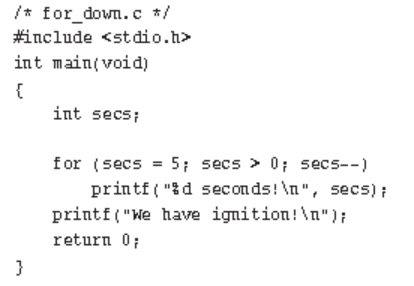 /* for_down.c */
#include <stdio.h>
int main(void)
{
    int secs;

    for (secs = 5; secs > 0; secs--)
        printf("%d seconds!\n", secs);
    printf("We have ignition!\n");
    return 0;
}